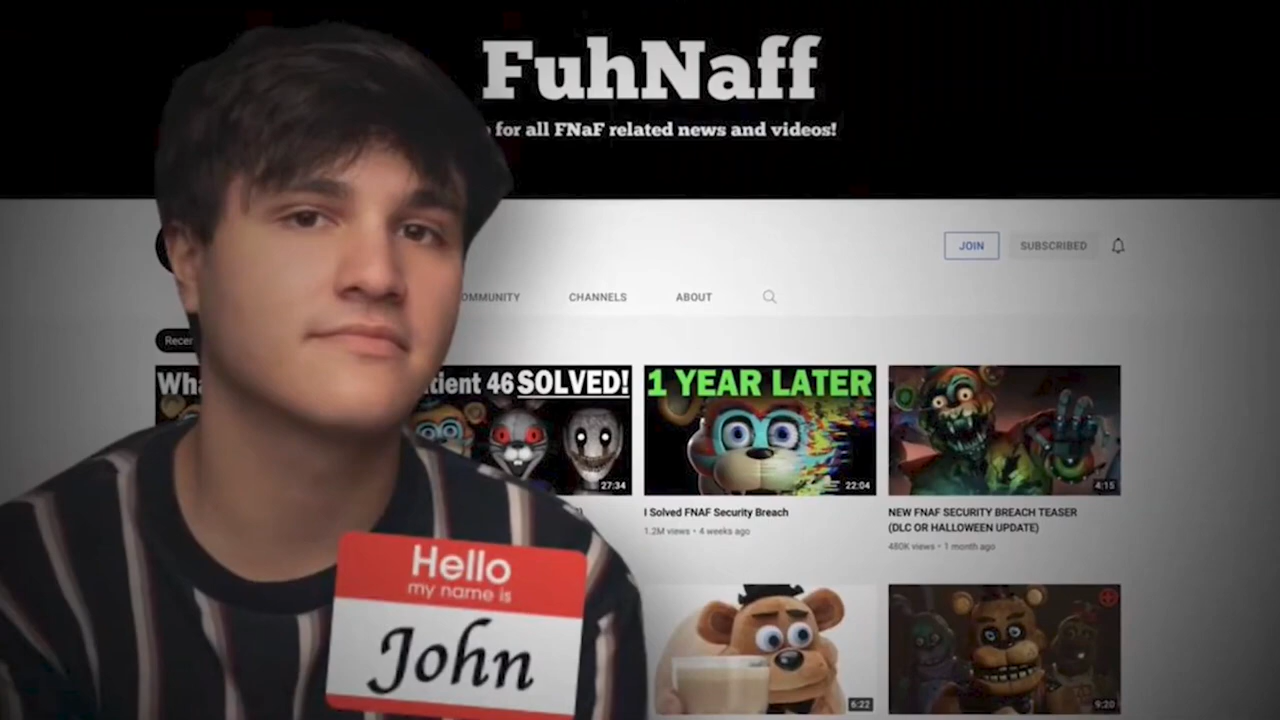 FuhNaff
for all FNaF related news and videos!
JOIN
SUBSCRIBED
COMMUNITY
CHANNELS
ABOUT
Recen
Wha
tient 46 SOLVED!
1 YEAR LATER
27:34
22:04
4:15
I Solved FNAF Security Breach
NEW FNAF SECURITY BREACH TEASER
(DLC OR HALLOWEEN UPDATE)
1.2M views • 4 weeks ago
480K views • 1 month ago
Hello
my name is
John
6:22
9:20